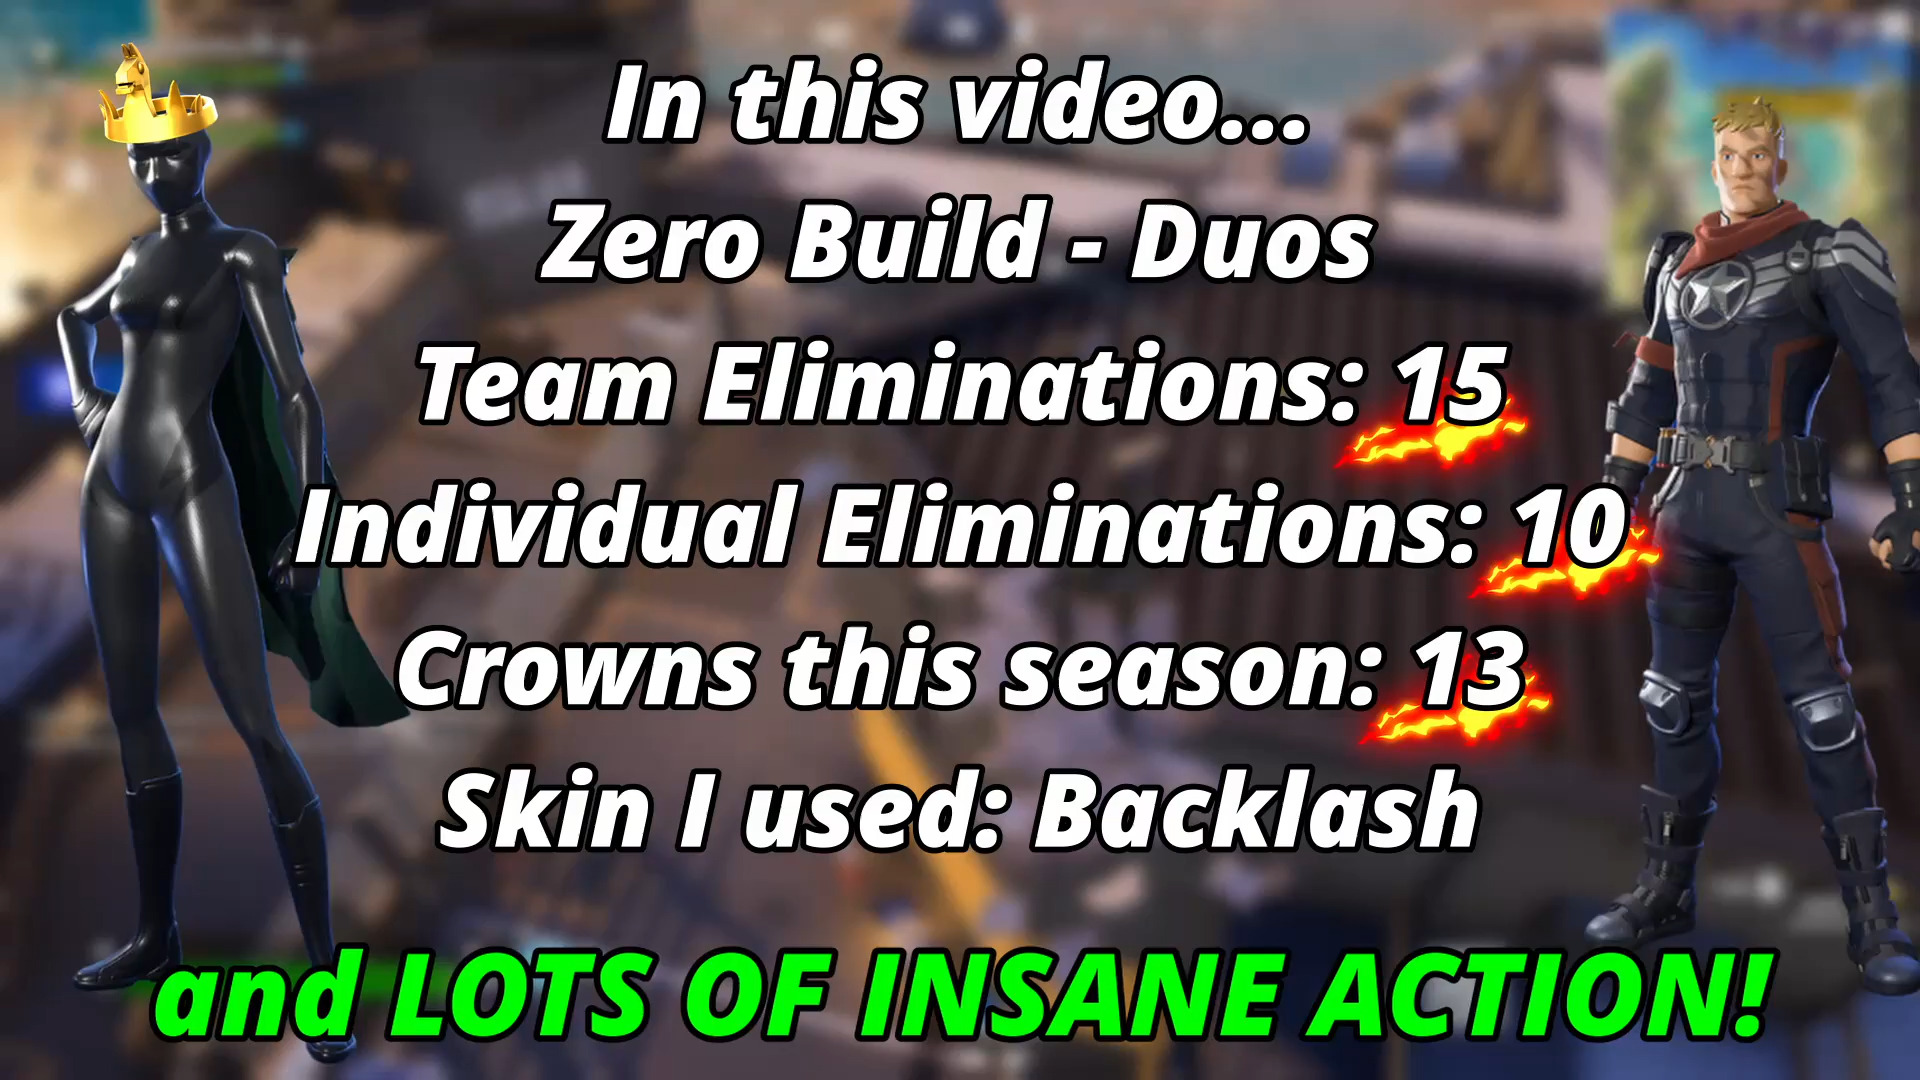 In this video...
Zero Build - Duos
Team Eliminations: 15
Individual Eliminations: 10
Crowns this season: 13
Skin I used: Backlash
and LOTS OF INSANE ACTION!